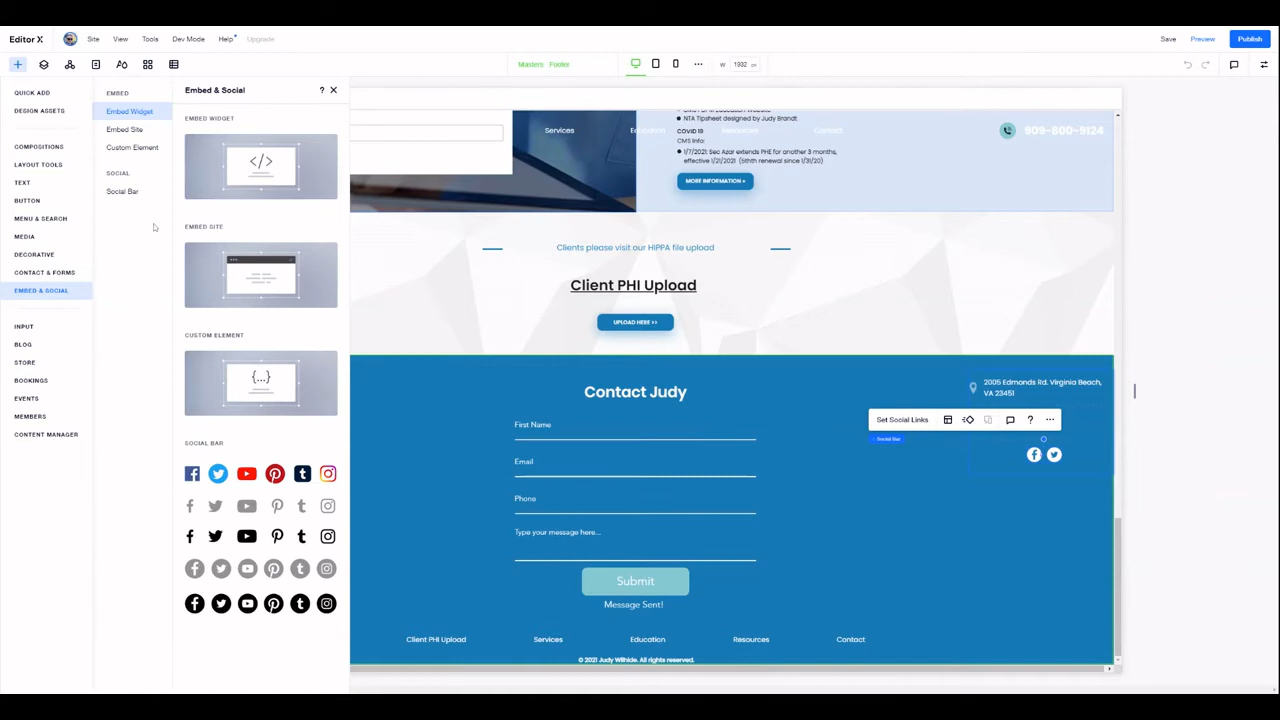 Editor X
Site
View
Tools
Dev Mode
Help
Upgrade
Save
Preview
Publish
Masters
Footer
W
1932
px
QUICK ADD
DESIGN ASSETS
COMPOSITIONS
LAYOUT TOOLS
TEXT
BUTTON
MENU & SEARCH
MEDIA
DECORATIVE
CONTACT & FORMS
EMBED & SOCIAL
INPUT
BLOG
STORE
BOOKINGS
EVENTS
MEMBERS
CONTENT MANAGER
EMBED
Embed Widget
Embed Site
Custom Element
SOCIAL
Social Bar
Embed & Social
?
EMBED WIDGET
</>
EMBED SITE
CUSTOM ELEMENT
{...}
SOCIAL BAR
NTA Tipsheet designed by Judy Brandt.
Services
Education
Resources
Contact
909-800-9124
COVID 19
CMS Info:
1/7/2021: Sec Azar extends PHE for another 3 months,
effective 1/21/2021 (5thth renewal since 1/31/20)
MORE INFORMATION »
Clients please visit our HIPPA file upload
Client PHI Upload
UPLOAD HERE >>
Contact Judy
2005 Edmonds Rd. Virginia Beach,
VA 23451
Set Social Links
?
Social Bar
First Name
Email
Phone
Type your message here...
Submit
Message Sent!
Client PHI Upload
Services
Education
Resources
Contact
© 2021 Judy Wilhide. All rights reserved.